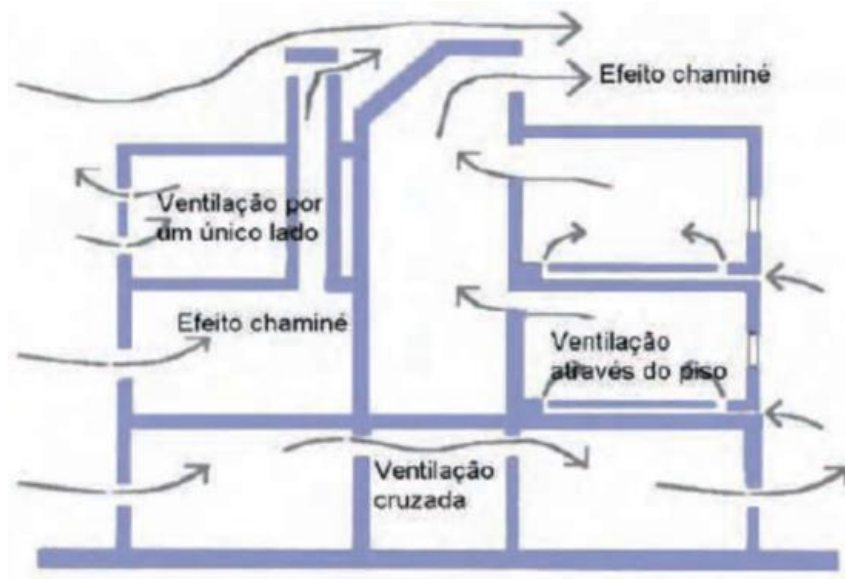 Efeito chaminé
Ventilação por
um único lado
Efeito chaminé
Ventilação
através do piso
Ventilação
cruzada